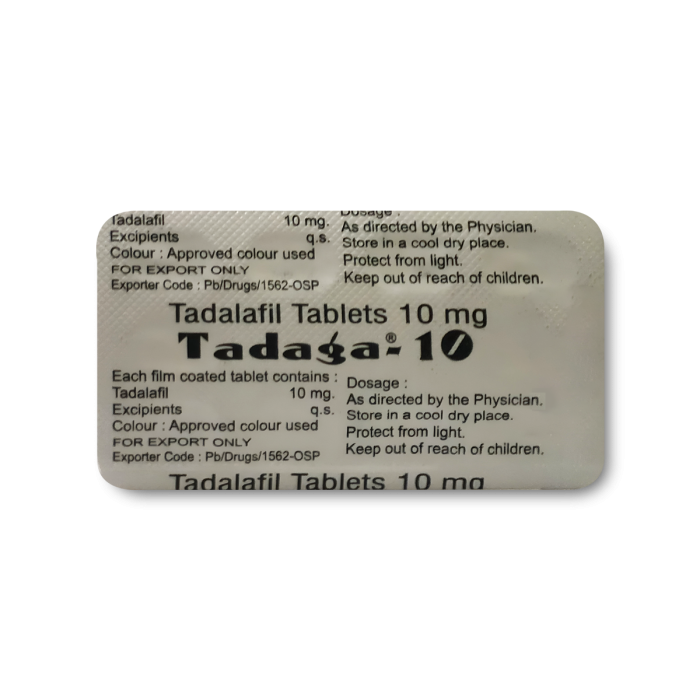 Tadalafil 10 mg.
Excipients q.s.
Colour : Approved colour used
FOR EXPORT ONLY
Exporter Code : Pb/Drugs/1562-OSP
Dosage :
As directed by the Physician.
Store in a cool dry place.
Protect from light.
Keep out of reach of children.
Tadalafil Tablets 10 mg
Tadaga®-10
Each film coated tablet contains :
Tadalafil 10 mg.
Excipients q.s.
Colour : Approved colour used
FOR EXPORT ONLY
Exporter Code : Pb/Drugs/1562-OSP
Dosage :
As directed by the Physician.
Store in a cool dry place.
Protect from light.
Keep out of reach of children.
Tadalafil Tablets 10 mg